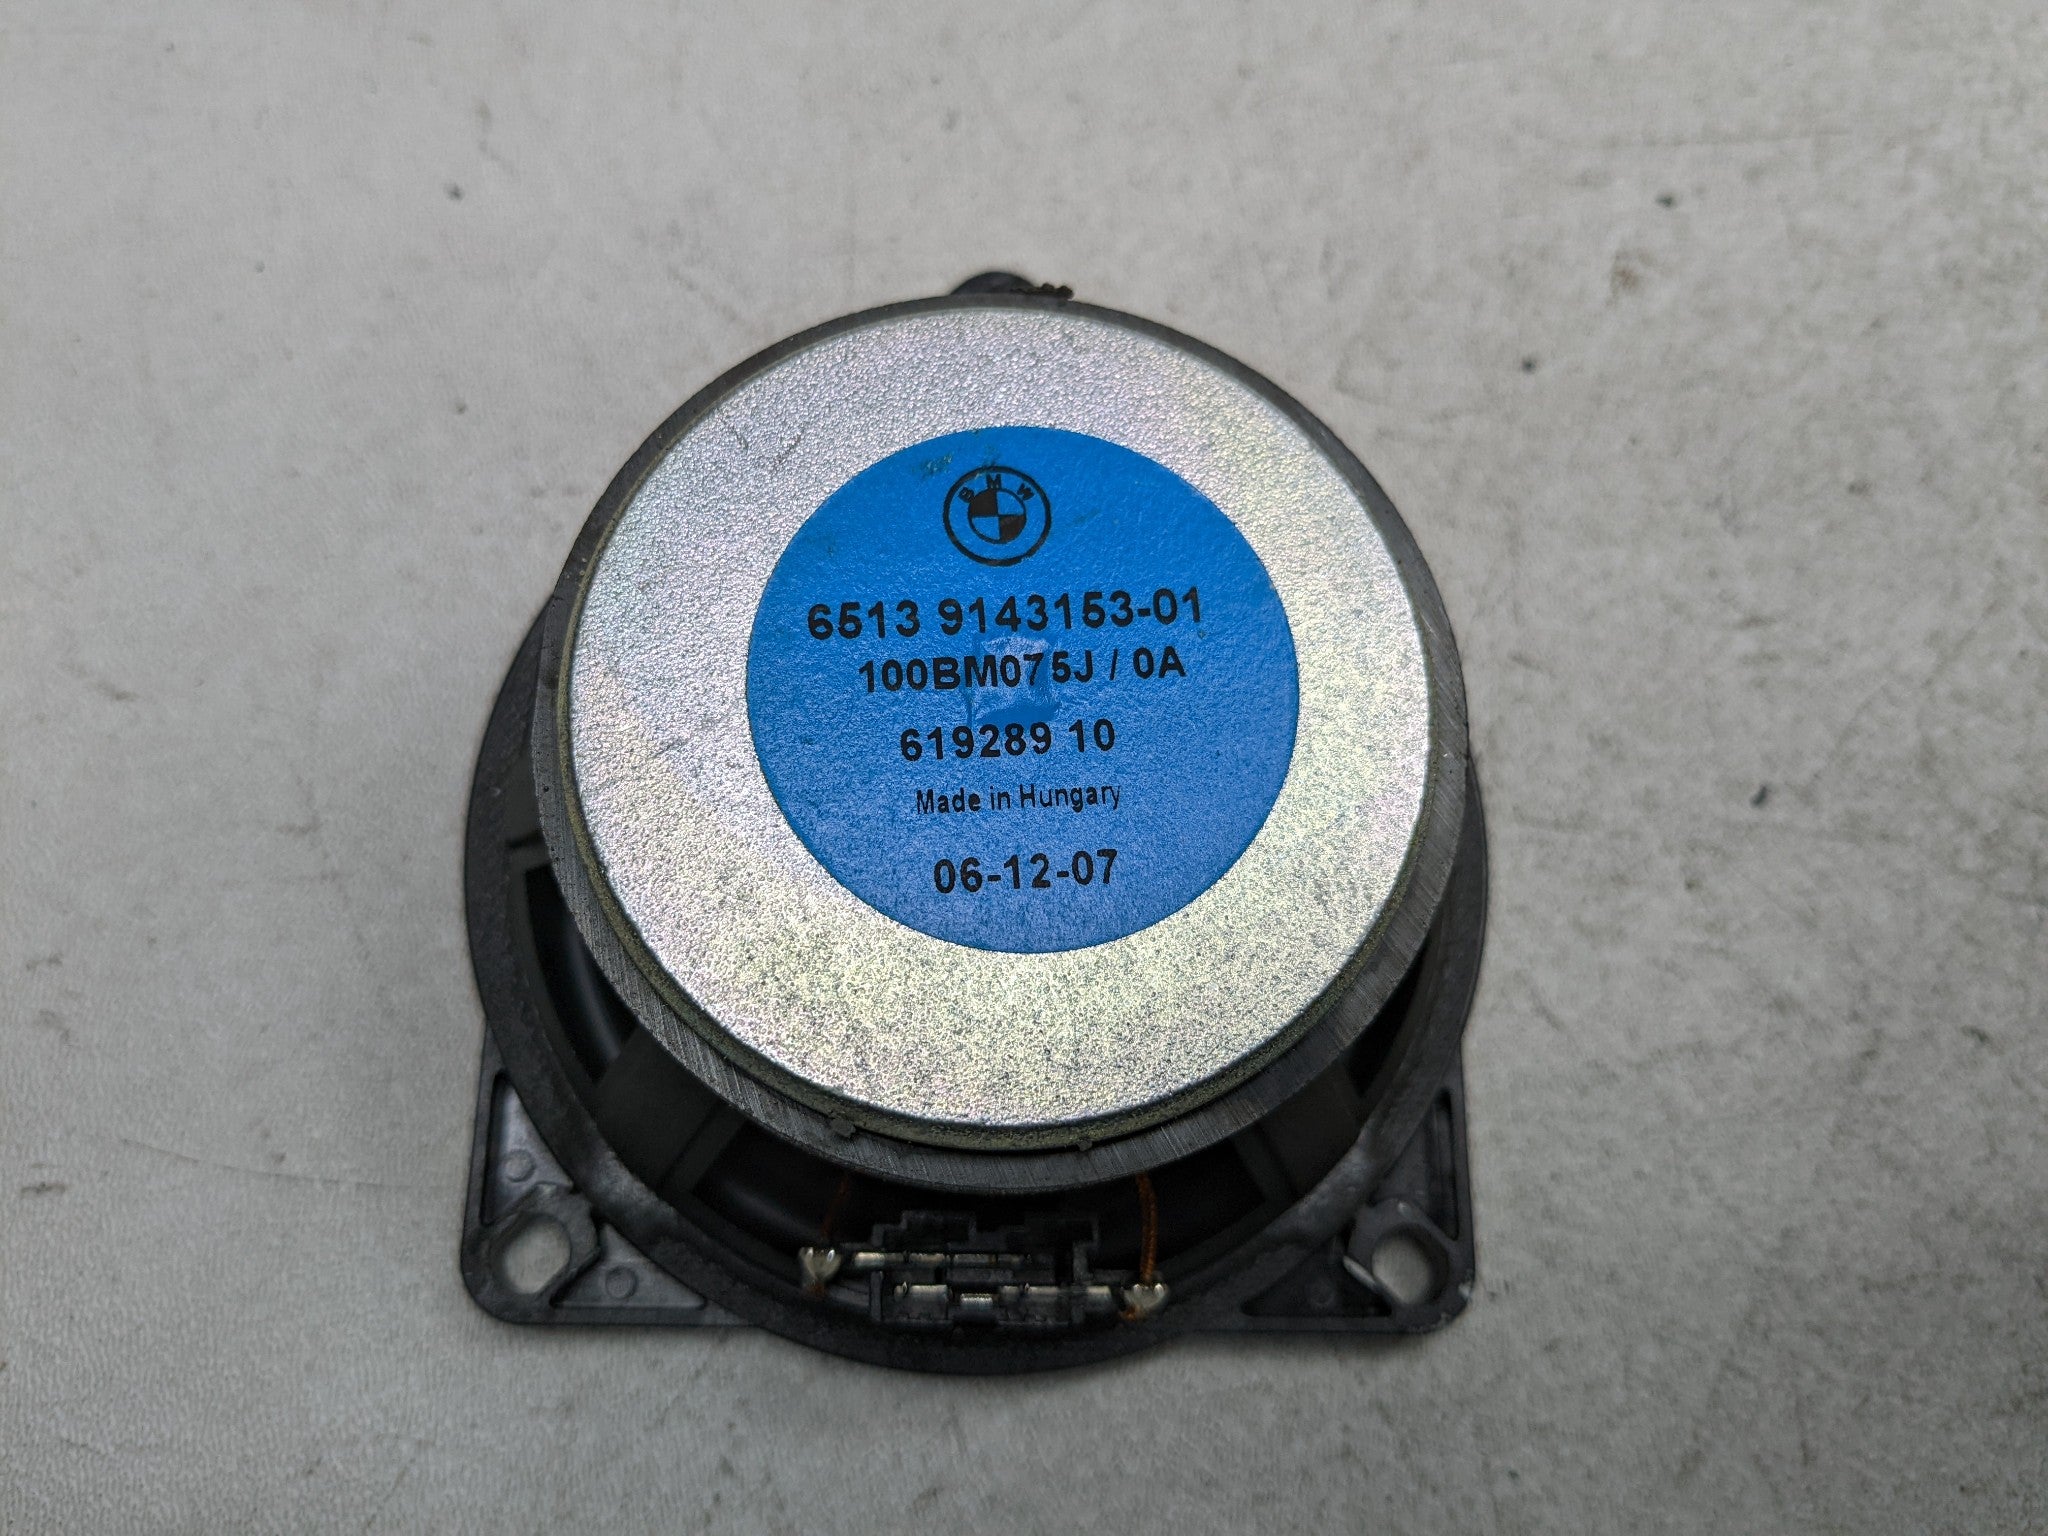 BMW
6513 9143153-01
100BM075J / 0A
619289 10
Made in Hungary
06-12-07